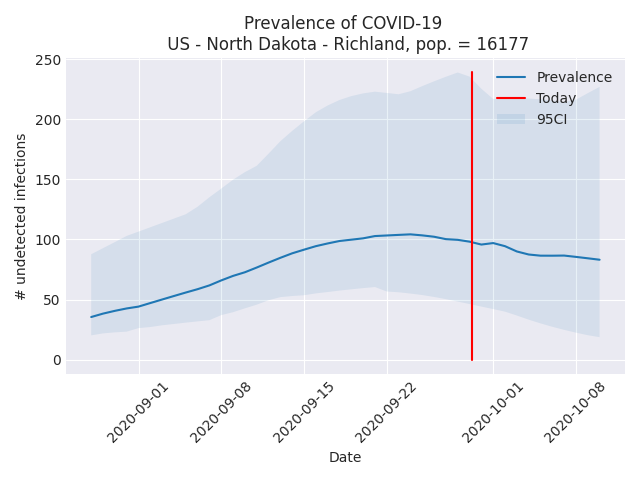 Prevalence of COVID-19
US - North Dakota - Richland, pop. = 16177
# undetected infections
250
200
150
100
50
0
Prevalence
Today
95CI
2020-09-01
2020-09-08
2020-09-15
2020-09-22
2020-10-01
2020-10-08
Date